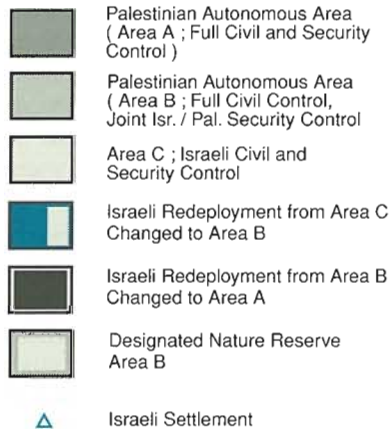 Palestinian Autonomous Area
( Area A ; Full Civil and Security
Control )
Palestinian Autonomous Area
( Area B ; Full Civil Control,
Joint Isr. / Pal. Security Control
Area C ; Israeli Civil and
Security Control
Israeli Redeployment from Area C
Changed to Area B
Israeli Redeployment from Area B
Changed to Area A
Designated Nature Reserve
Area B
Israeli Settlement